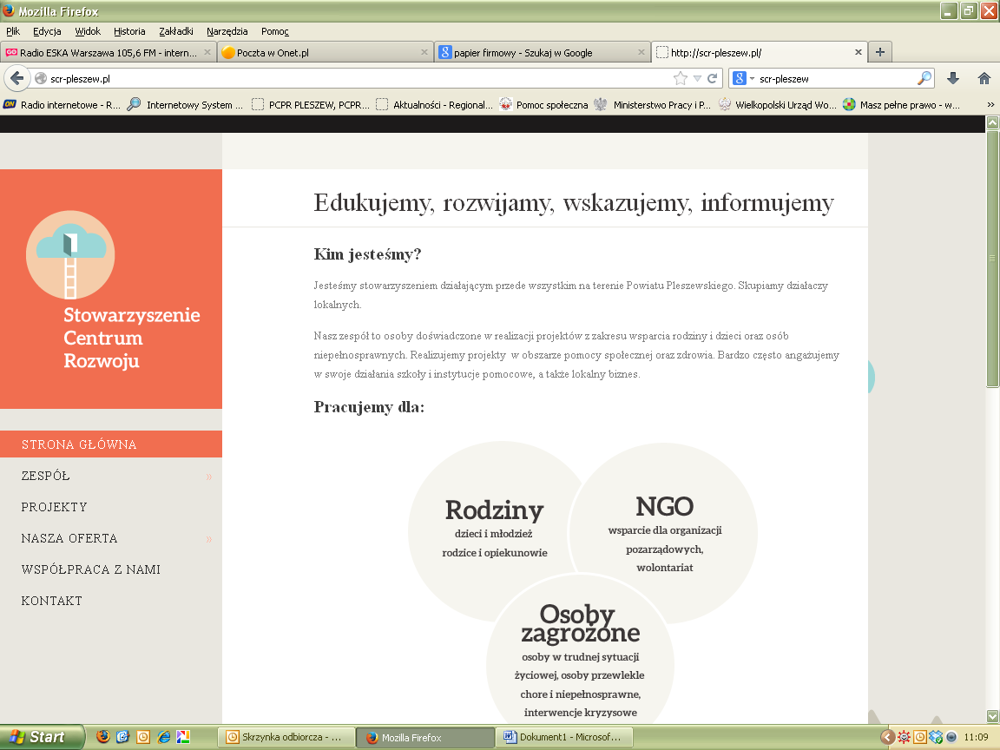 Mozilla Firefox
Plik Edycja Widok Historia Zakładki Narzędzia Pomoc
Radio ESKA Warszawa 105,6 FM - intern... Poczta w Onet.pl papier firmowy - Szukaj w Google http://scr-pleszew.pl/
scr-pleszew.pl scr-pleszew
Radio internetowe - R... Internetowy System ... PCPR PLESZEW, PCPR... Aktualności - Regional... Pomoc społeczna Ministerstwo Pracy i P... Wielkopolski Urząd Wo... Masz pełne prawo - w...
Stowarzyszenie
Centrum
Rozwoju
STRONA GŁÓWNA
ZESPÓŁ
PROJEKTY
NASZA OFERTA
WSPÓŁPRACA Z NAMI
KONTAKT
Edukujemy, rozwijamy, wskazujemy, informujemy
Kim jesteśmy?
Jesteśmy stowarzyszeniem działającym przede wszystkim na terenie Powiatu Pleszewskiego. Skupiamy działaczy
lokalnych.
Nasz zespół to osoby doświadczone w realizacji projektów z zakresu wsparcia rodziny i dzieci oraz osób
niepełnosprawnych. Realizujemy projekty w obszarze pomocy społecznej oraz zdrowia. Bardzo często angażujemy
w swoje działania szkoły i instytucje pomocowe, a także lokalny biznes.
Pracujemy dla:
Rodziny
dzieci i młodzież
rodzice i opiekunowie
NGO
wsparcie dla organizacji
pozarządowych,
wolontariat
Osoby
zagrożone
osoby w trudnej sytuacji
życiowej, osoby przewlekle
chore i niepełnosprawne,
interwencje kryzysowe
Start Skrzynka odbiorcza - ... Mozilla Firefox Dokument1 - Microsof... 11:09